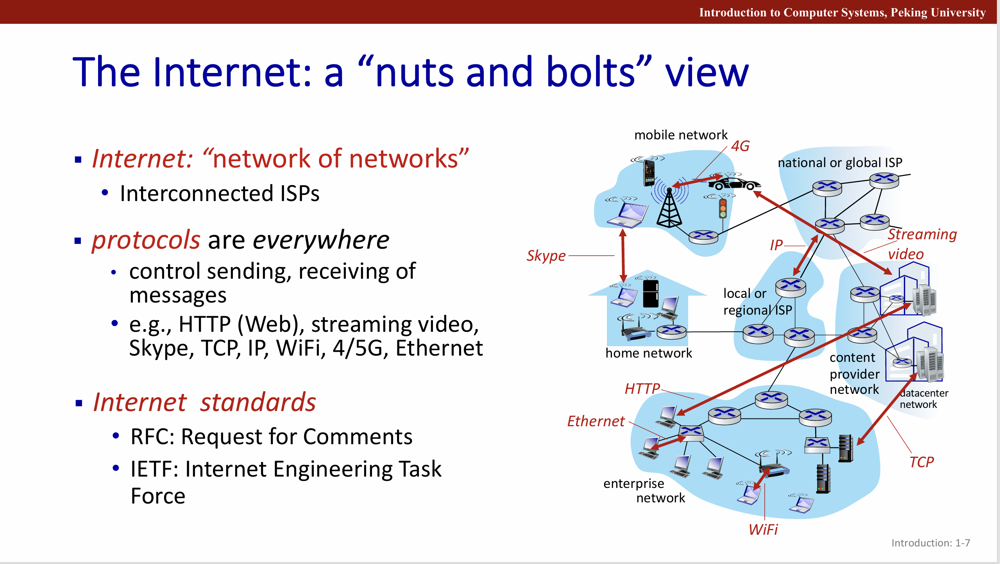 Introduction to Computer Systems, Peking University
The Internet: a “nuts and bolts” view
▪ Internet: “network of networks”
• Interconnected ISPs
▪ protocols are everywhere
• control sending, receiving of
messages
• e.g., HTTP (Web), streaming video,
Skype, TCP, IP, WiFi, 4/5G, Ethernet
▪ Internet standards
• RFC: Request for Comments
• IETF: Internet Engineering Task
Force
mobile network
4G
national or global ISP
Streaming
video
IP
Skype
local or
regional ISP
home network
content
provider
network
datacenter
network
HTTP
Ethernet
TCP
enterprise
network
WiFi
Introduction: 1-7